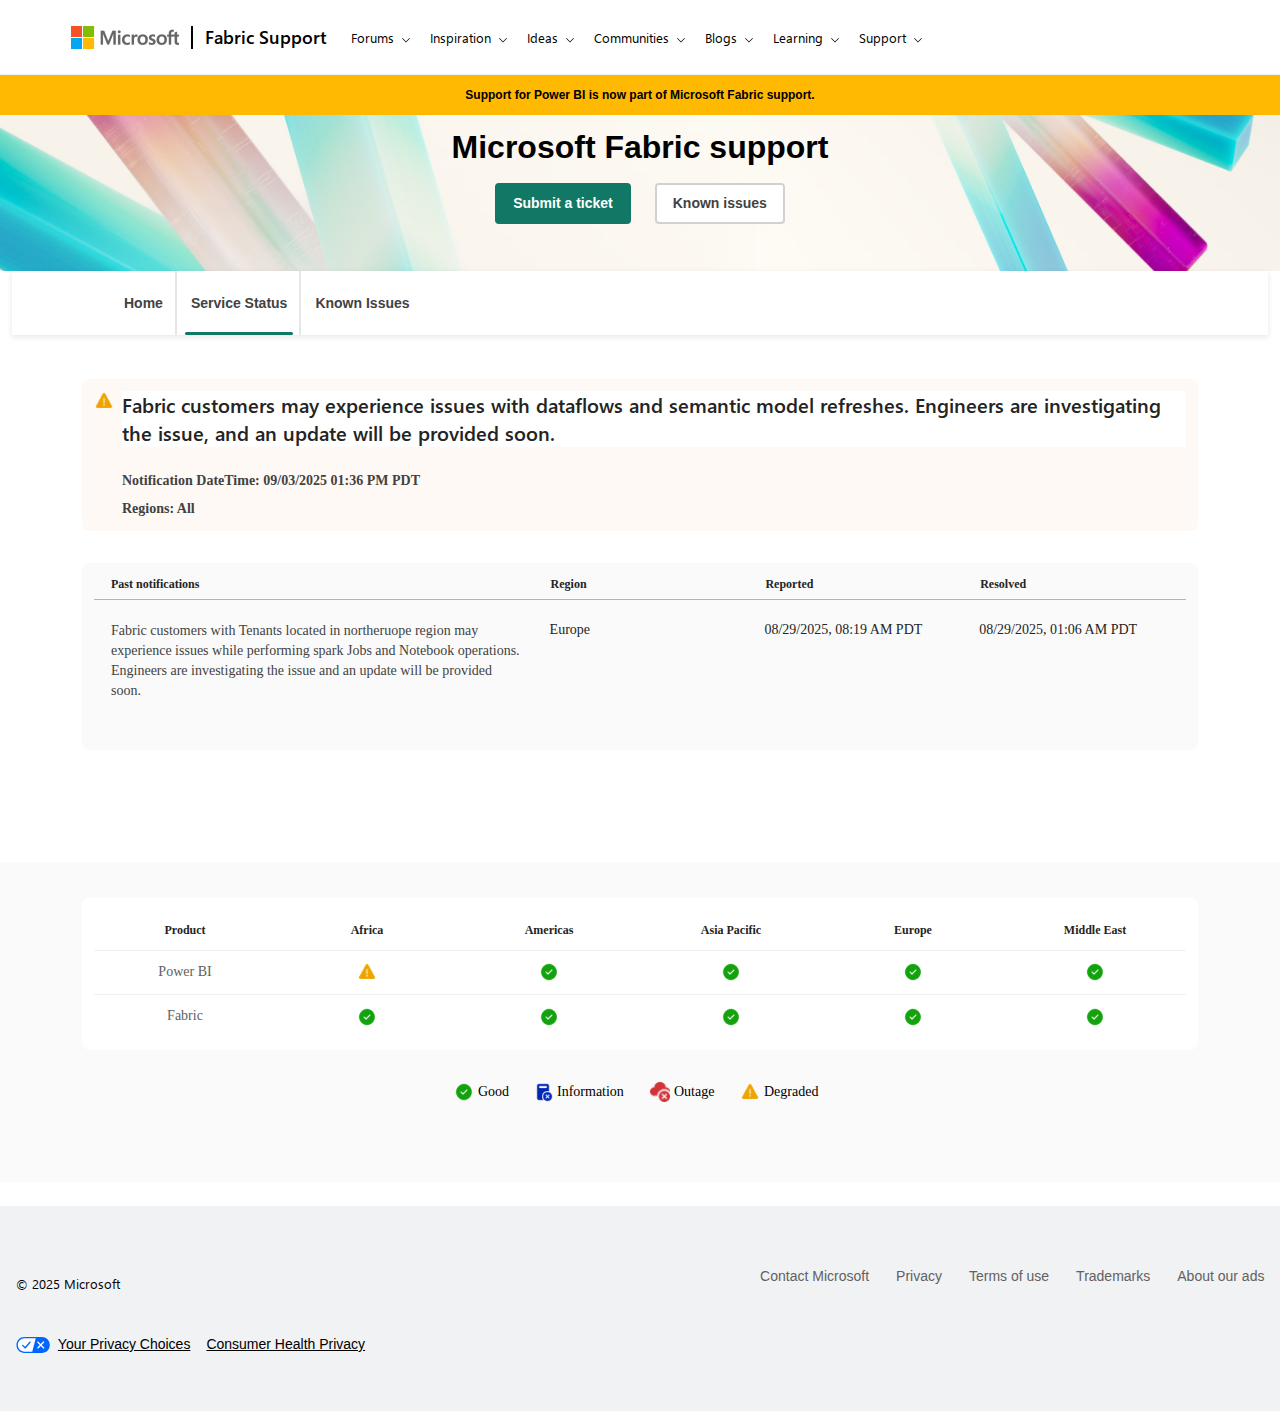 Microsoft | Fabric Support Forums Inspiration Ideas Communities Blogs Learning Support
Support for Power BI is now part of Microsoft Fabric support.
Microsoft Fabric support
Submit a ticket Known issues
Home Service Status Known Issues
Fabric customers may experience issues with dataflows and semantic model refreshes. Engineers are investigating
the issue, and an update will be provided soon.
Notification DateTime: 09/03/2025 01:36 PM PDT
Regions: All
Past notifications Region Reported Resolved
Fabric customers with Tenants located in northeruope region may Europe 08/29/2025, 08:19 AM PDT 08/29/2025, 01:06 AM PDT
experience issues while performing spark Jobs and Notebook operations.
Engineers are investigating the issue and an update will be provided
soon.
Product Africa Americas Asia Pacific Europe Middle East
Power BI
Fabric
Good Information Outage Degraded
© 2025 Microsoft
Contact Microsoft Privacy Terms of use Trademarks About our ads
Your Privacy Choices Consumer Health Privacy